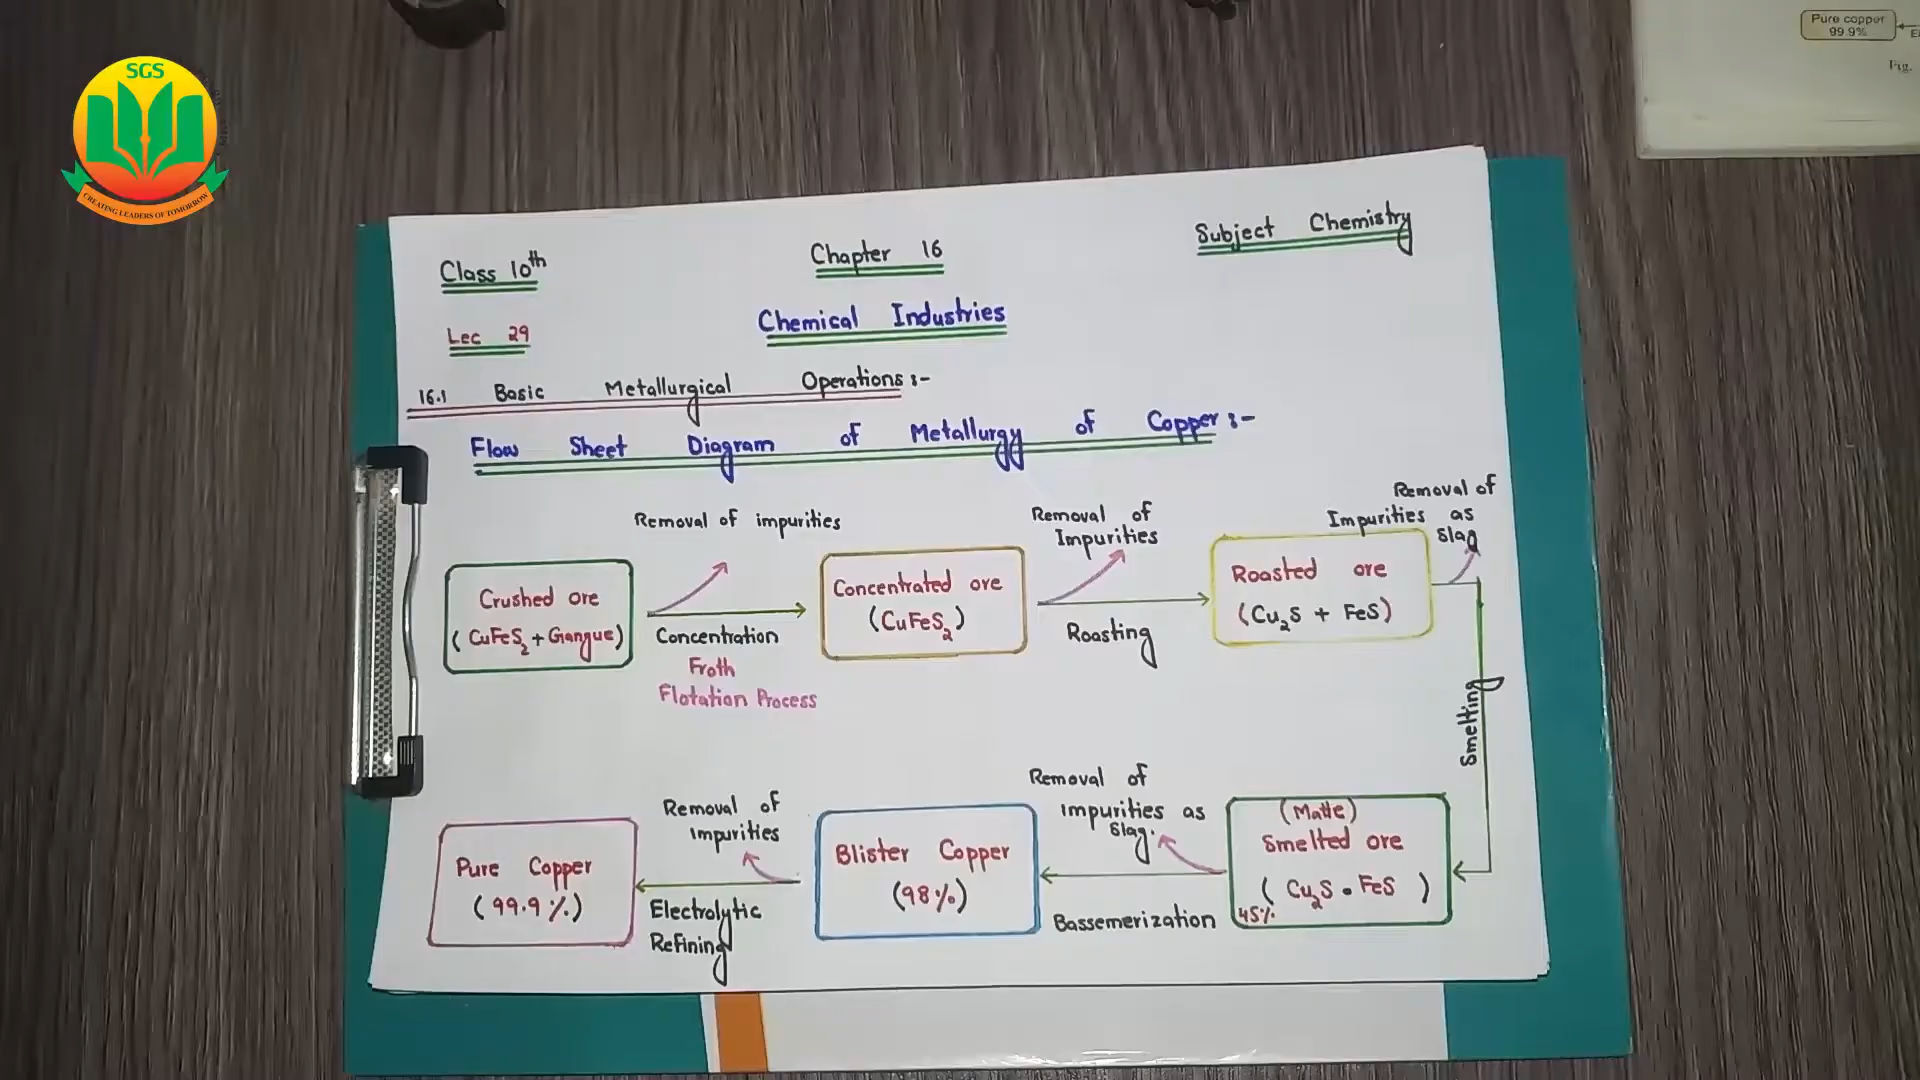 SGS
CREATING LEADERS OF TOMORROW
Pure copper
99.9%
Fig.
Class 10th
Chapter 16
Subject Chemistry
Lec 29
Chemical Industries
16.1 Basic Metallurgical Operations:-
Flow Sheet Diagram of Metallurgy of Copper:-
Removal of impurities
Removal of
Impurities
Removal of
Impurities as
Slag
Crushed ore
(CuFeS2 + Gangue)
Concentration
Froth
Flotation Process
Concentrated ore
(CuFeS2)
Roasting
Roasted ore
(Cu2S + FeS)
Smelting
(Matte)
Smelted ore
(Cu2S . FeS)
45%
Removal of
impurities as
Slag.
Bassemerization
Blister Copper
(98%)
Removal of
Impurities
Electrolytic
Refining
Pure Copper
(99.9%)